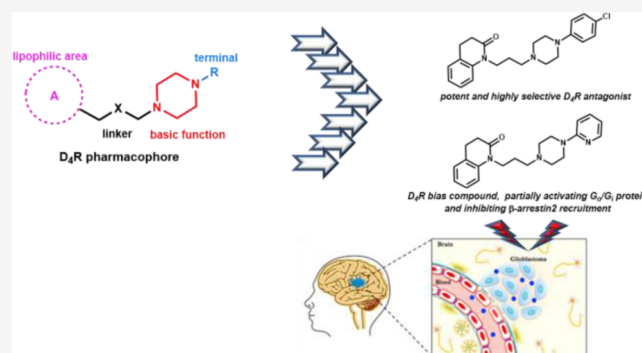 lipophilic area
A
X
linker
N
N
R
terminal
basic function
D₄R pharmacophore
O
N
N
N
Cl
potent and highly selective D₄R antagonist
O
N
N
N
N
D₄R bias compound, partially activating Gₒ/Gᵢ protein
and inhibiting β-arrestin2 recruitment
Brain
Glioblastoma
Blood